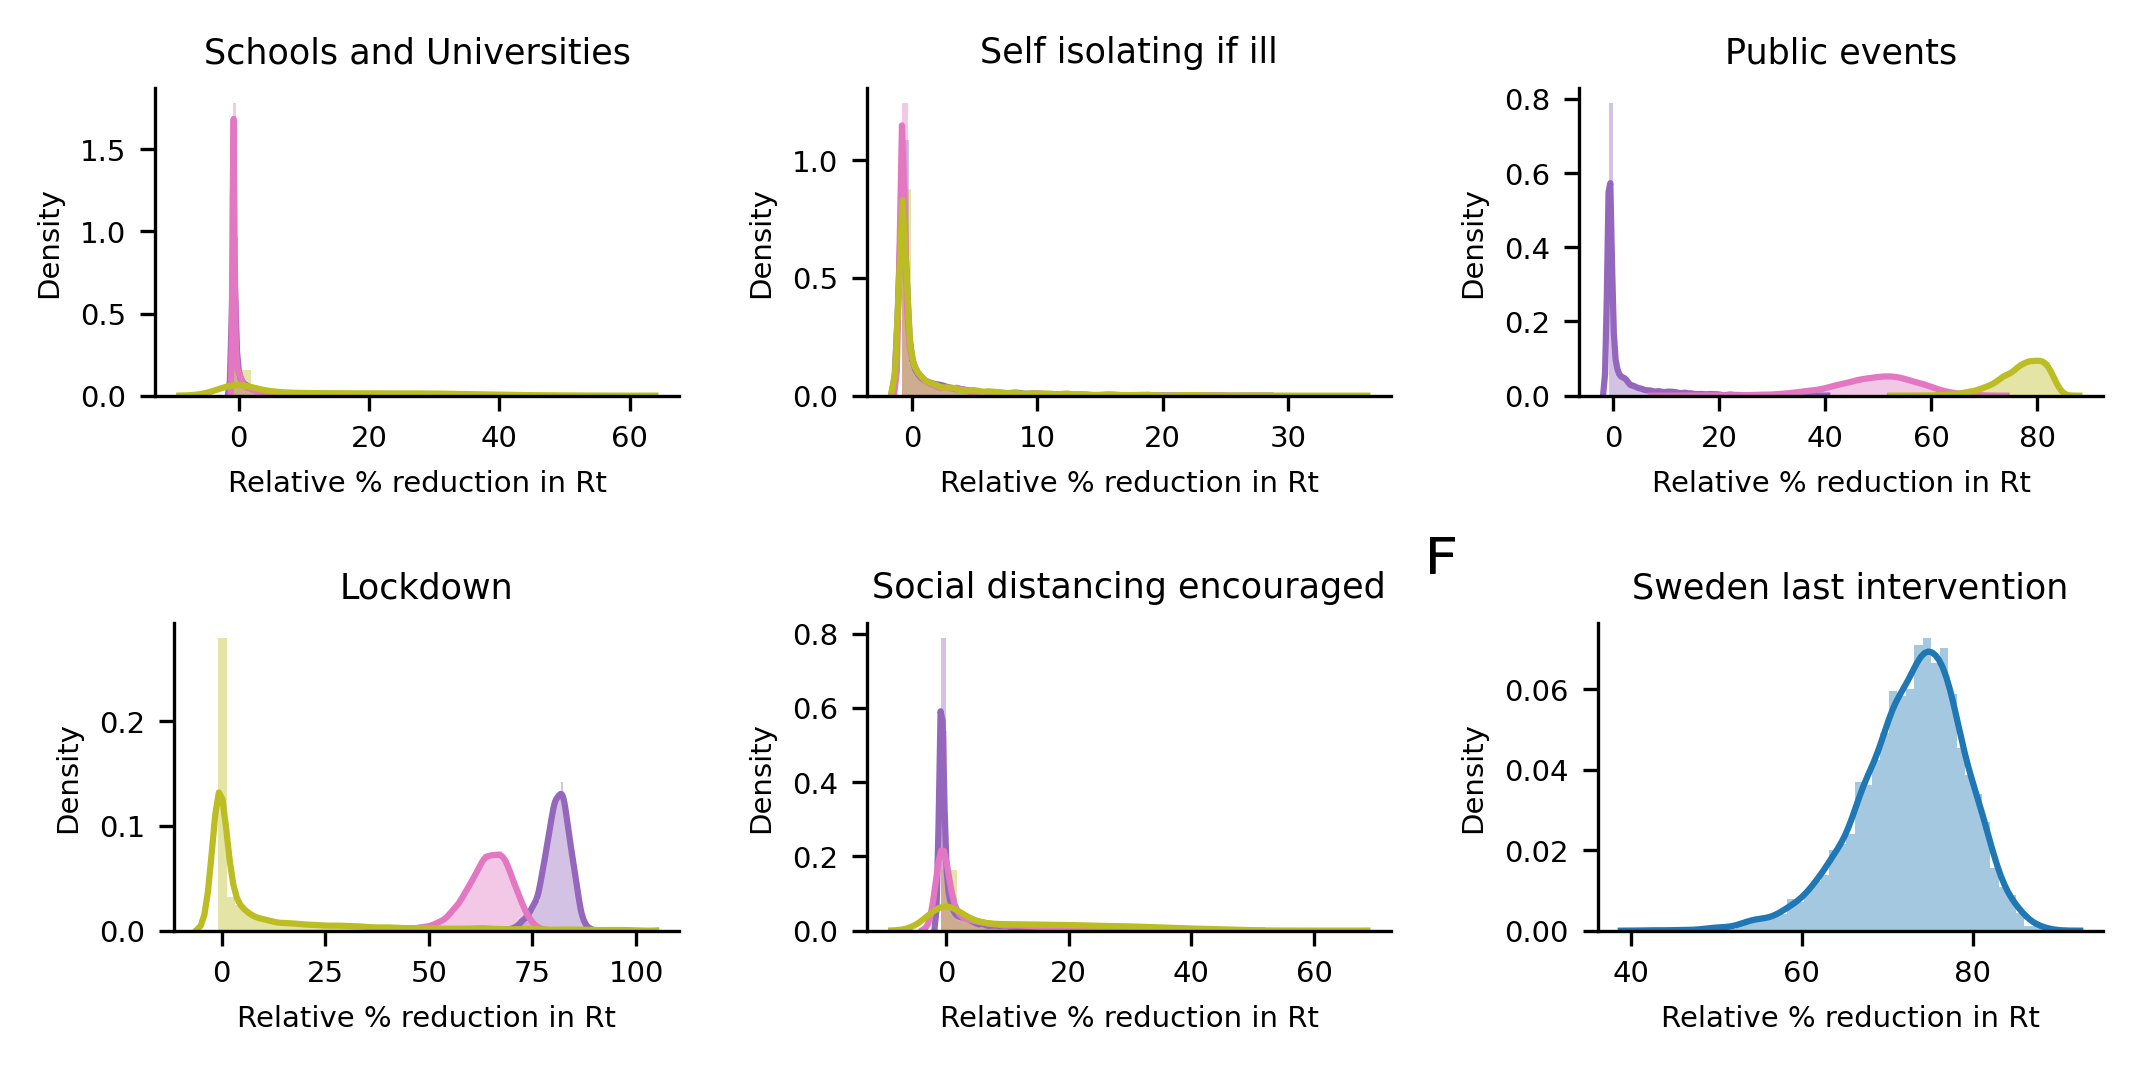 Schools and Universities
Density
1.5
1.0
0.5
0.0
0 20 40 60
Relative % reduction in Rt
Self isolating if ill
Density
1.0
0.5
0.0
0 10 20 30
Relative % reduction in Rt
Public events
Density
0.8
0.6
0.4
0.2
0.0
0 20 40 60 80
Relative % reduction in Rt
Lockdown
Density
0.2
0.1
0.0
0 25 50 75 100
Relative % reduction in Rt
Social distancing encouraged
Density
0.8
0.6
0.4
0.2
0.0
0 20 40 60
Relative % reduction in Rt
F
Sweden last intervention
Density
0.06
0.04
0.02
0.00
40 60 80
Relative % reduction in Rt